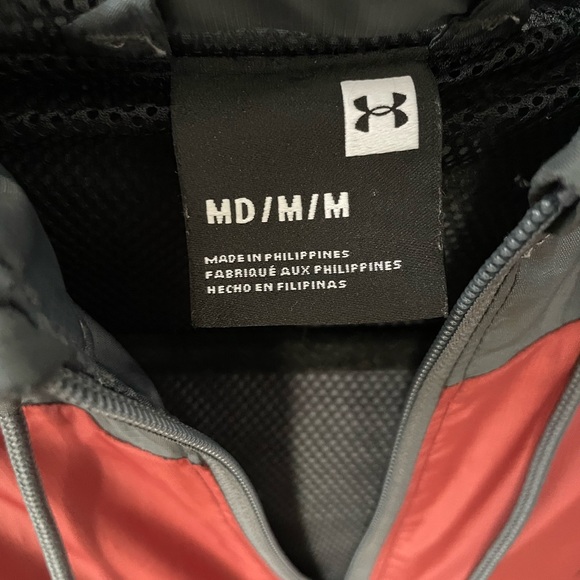 MD/M/M
MADE IN PHILIPPINES
FABRIQUÉ AUX PHILIPPINES
HECHO EN FILIPINAS